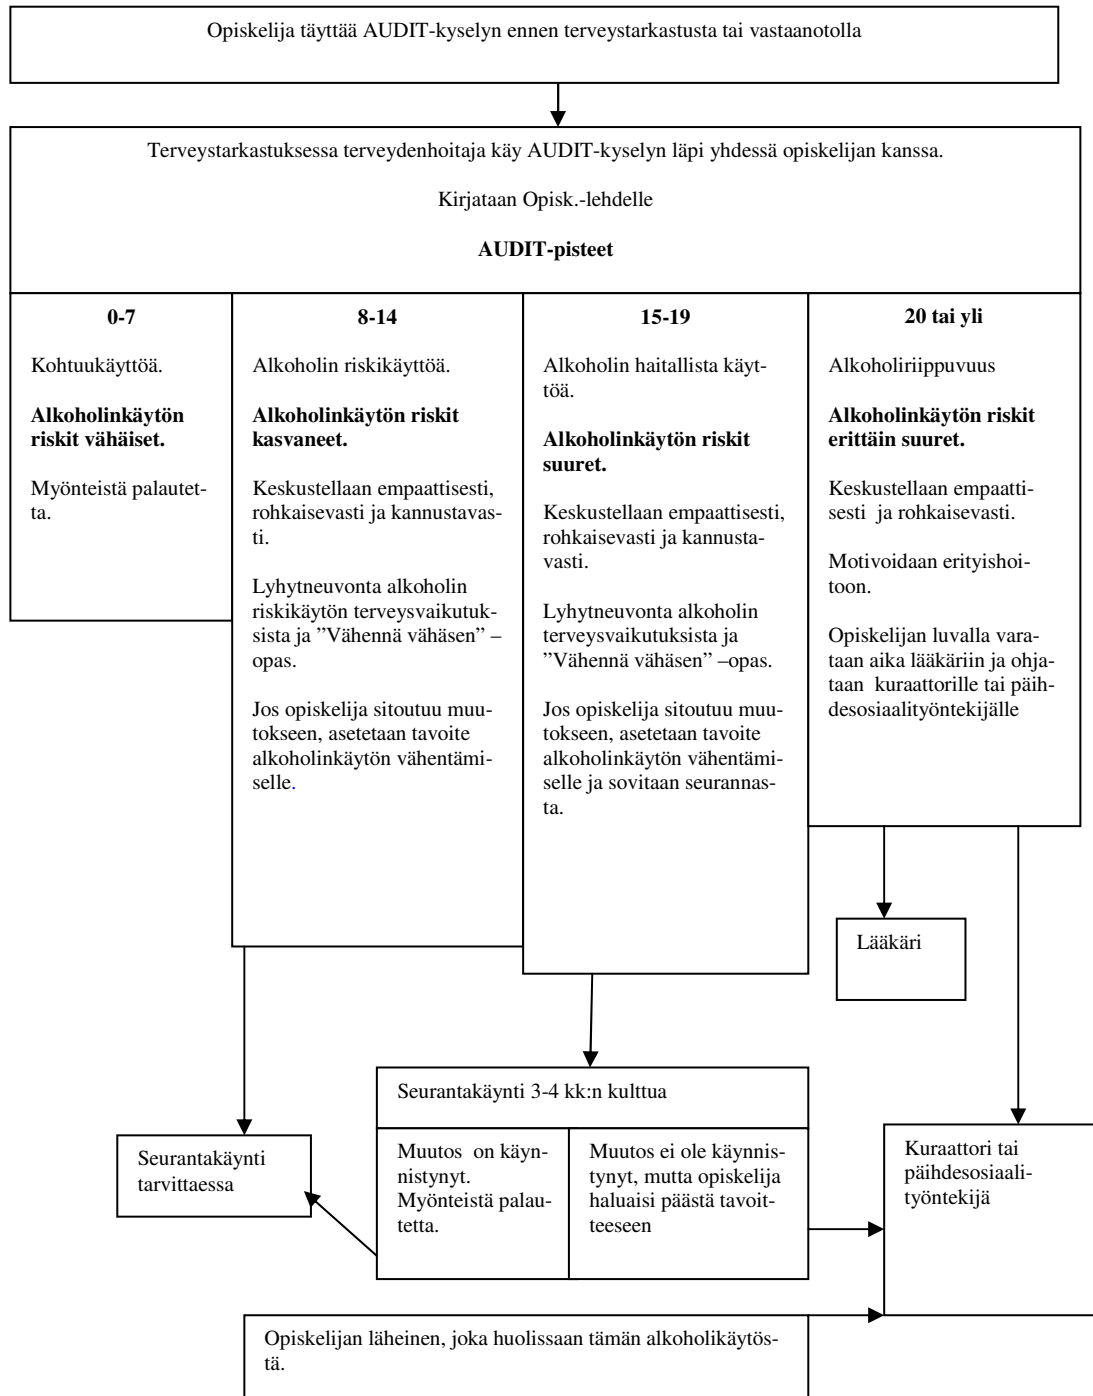 Opiskelija täyttää AUDIT-kyselyn ennen terveystarkastusta tai vastaanotolla
Terveystarkastuksessa terveydenhoitaja käy AUDIT-kyselyn läpi yhdessä opiskelijan kanssa.
Kirjataan Opisk.-lehdelle
AUDIT-pisteet
0-7
Kohtuukäyttöä.
Alkoholinkäytön
riskit vähäiset.
Myönteistä palautet-
ta.
8-14
Alkoholin riskikäyttöä.
Alkoholinkäytön riskit
kasvaneet.
Keskustellaan empaattisesti,
rohkaisevasti ja kannustavas-
ti.
Lyhytneuvonta alkoholin
riskikäytön terveysvaikutuk-
sista ja ”Vähennä vähäsen” –
opas.
Jos opiskelija sitoutuu muu-
tokseen, asetetaan tavoite
alkoholinkäytön vähentämi-
selle.
15-19
Alkoholin haitallista käyt-
töä.
Alkoholinkäytön riskit
suuret.
Keskustellaan empaattisesti,
rohkaisevasti ja kannusta-
vasti.
Lyhytneuvonta alkoholin
terveysvaikutuksista ja
”Vähennä vähäsen” –opas.
Jos opiskelija sitoutuu muu-
tokseen, asetetaan tavoite
alkoholinkäytön vähentämi-
selle ja sovitaan seurannas-
ta.
20 tai yli
Alkoholiriippuvuus
Alkoholinkäytön riskit
erittäin suuret.
Keskustellaan empaatti-
sesti ja rohkaisevasti.
Motivoidaan erityishoi-
toon.
Opiskelijan luvalla vara-
taan aika lääkäriin ja ohja-
taan kuraattorille tai päih-
desosiaalityöntekijälle
Lääkäri
Seurantakäynti 3-4 kk:n kulttua
Muutos on käyn-
nistynyt.
Myönteistä palau-
tetta.
Muutos ei ole käynnis-
tynyt, mutta opiskelija
haluaisi päästä tavoit-
teeseen
Seurantakäynti
tarvittaessa
Kuraattori tai
päihdesosiaali-
työntekijä
Opiskelijan läheinen, joka huolissaan tämän alkoholikäytös-
tä.